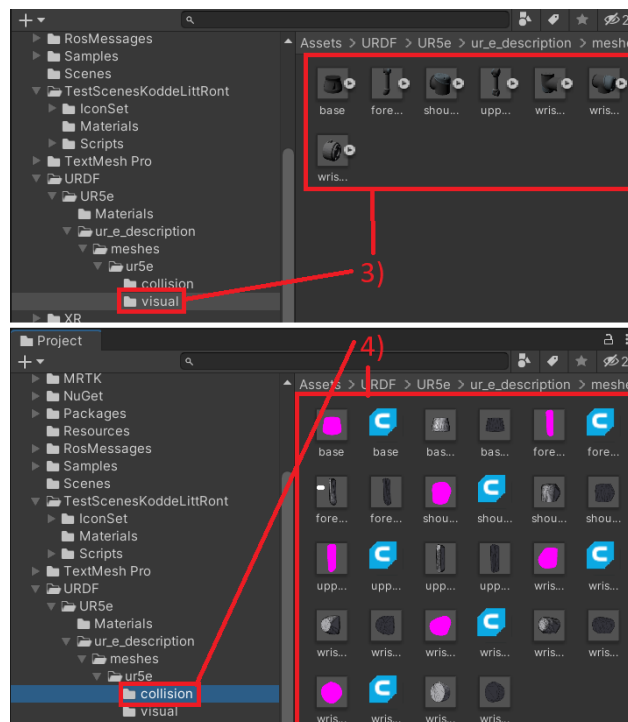 RosMessages
Samples
Scenes
TestScenesKoddeLittRont
IconSet
Materials
Scripts
TextMesh Pro
URDF
UR5e
Materials
ur_e_description
meshes
ur5e
collision
visual
XR
2
Assets > URDF > UR5e > ur_e_description > meshe
base fore... shou... upp... wris... wris...
wris...
3)
Project
2
MRTK
NuGet
Packages
Resources
RosMessages
Samples
Scenes
TestScenesKoddeLittRont
IconSet
Materials
Scripts
TextMesh Pro
URDF
UR5e
Materials
ur_e_description
meshes
ur5e
collision
visual
4)
Assets > URDF > UR5e > ur_e_description > meshe
base base bas... bas... fore... fore...
fore... fore... shou... shou... shou... shou...
upp... upp... upp... upp... wris... wris...
wris... wris... wris... wris... wris... wris...
wris... wris... wris... wris...